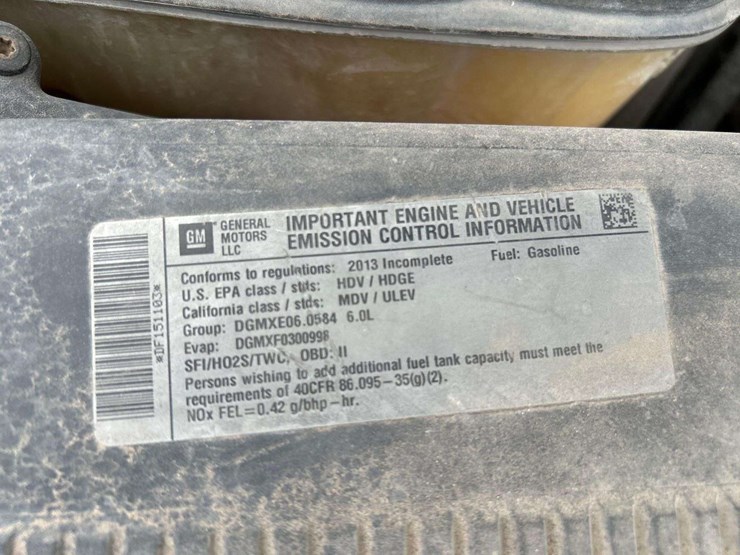 GM GENERAL MOTORS LLC
IMPORTANT ENGINE AND VEHICLE
EMISSION CONTROL INFORMATION
Conforms to regulations: 2013 Incomplete Fuel: Gasoline
U.S. EPA class / stds: HDV / HDGE
California class / stds: MDV / ULEV
Group: DGMXE06.0584 6.0L
Evap: DGMXF0300998
SFI/HO2S/TWC, OBD: II
Persons wishing to add additional fuel tank capacity must meet the
requirements of 40CFR 86.095-35(g)(2).
NOx FEL=0.42 g/bhp-hr.
*DF151103*